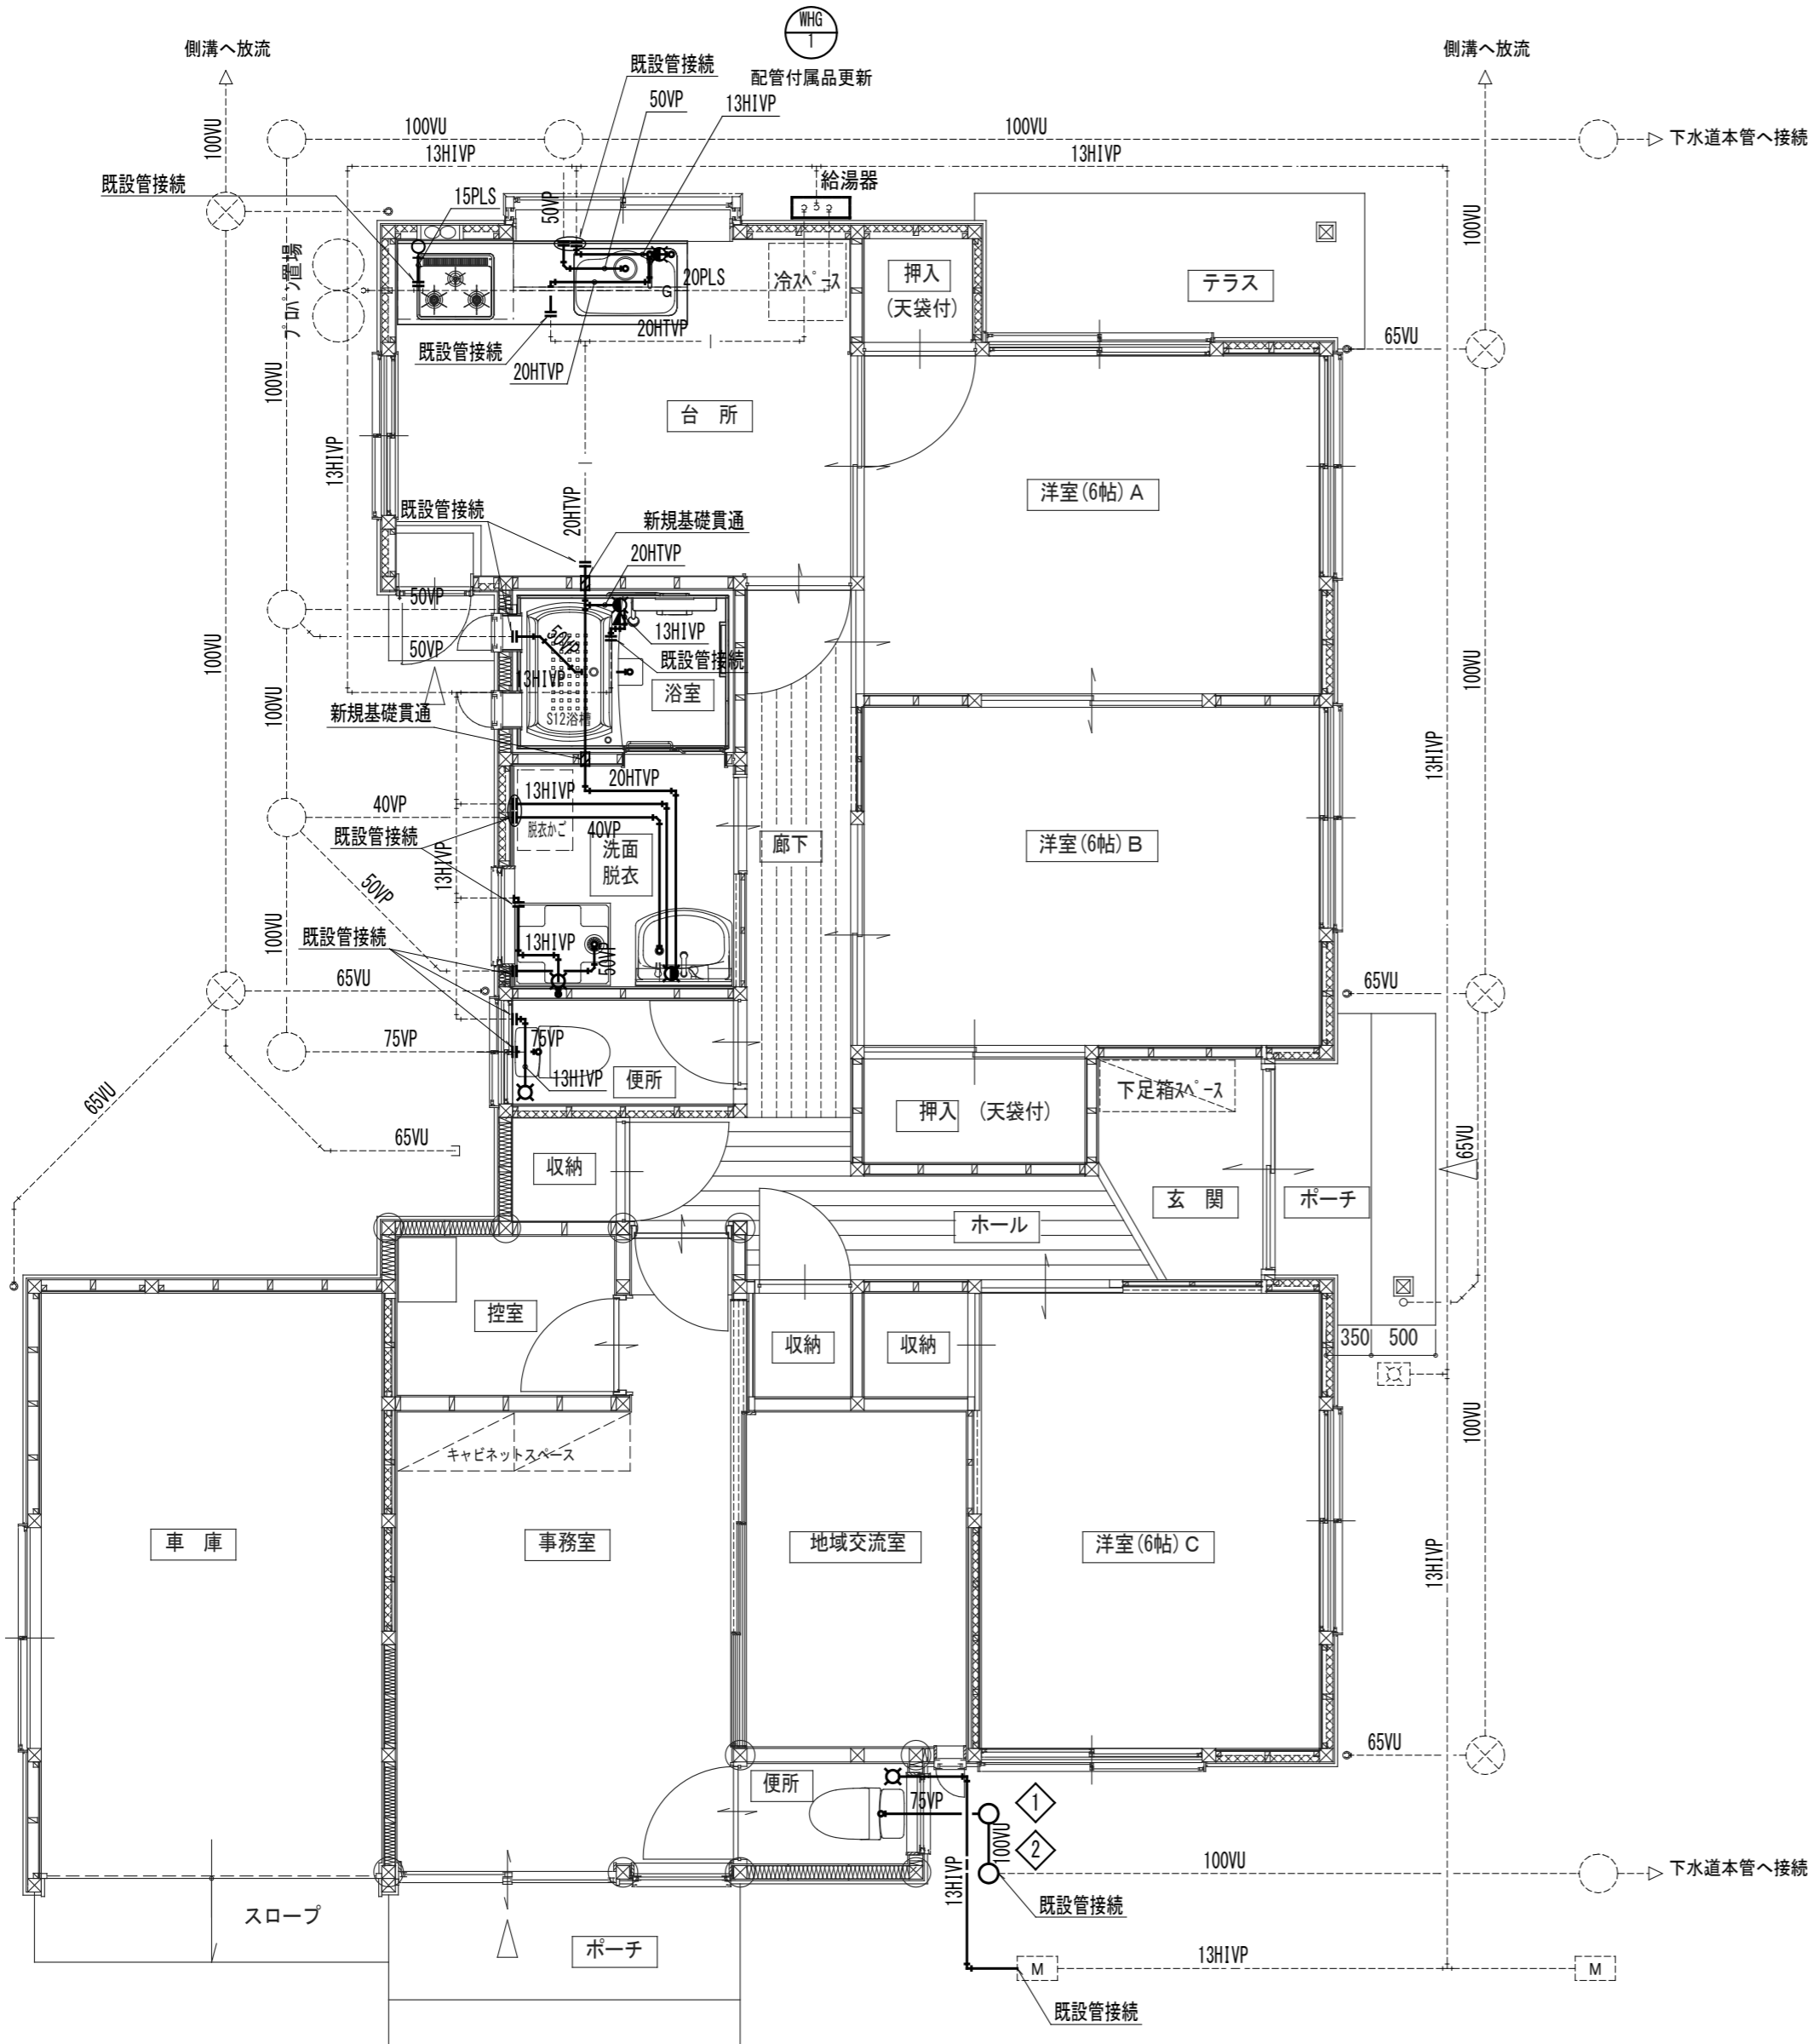 WHG
1
側溝へ放流
既設管接続
配管付属品更新
側溝へ放流
50VP
13HIVP
100VU
100VU
100VU
100VU
下水道本管へ接続
13HIVP
13HIVP
既設管接続
15PLS
50VP
給湯器
100VU
プロパン置場
冷スペース
押入
(天袋付)
テラス
20PLS
G
20HTVP
既設管接続
20HTVP
65VU
100VU
台 所
13HIVP
洋室(6帖)A
既設管接続
20HTVP
新規基礎貫通
20HTVP
50VP
50VP
50VP
13HIVP
既設管接続
13HIVP
浴室
100VU
100VU
100VU
新規基礎貫通
S12浴槽
13HIVP
20HTVP
13HIVP
40VP
脱衣かご
40VP
既設管接続
洗面
脱衣
廊下
洋室(6帖)B
13HIVP
50VP
100VU
既設管接続
13HIVP
50VP
65VU
65VU
75VP
75VP
13HIVP
便所
下足箱スペース
65VU
押入 (天袋付)
65VU
65VU
収納
玄 関
ポーチ
ホール
控室
収納
収納
350
500
100VU
キャビネットスペース
車 庫
事務室
地域交流室
洋室(6帖)C
13HIVP
65VU
便所
75VP
1
100VU
2
100VU
下水道本管へ接続
13HIVP
既設管接続
スロープ
ポーチ
13HIVP
M
M
既設管接続